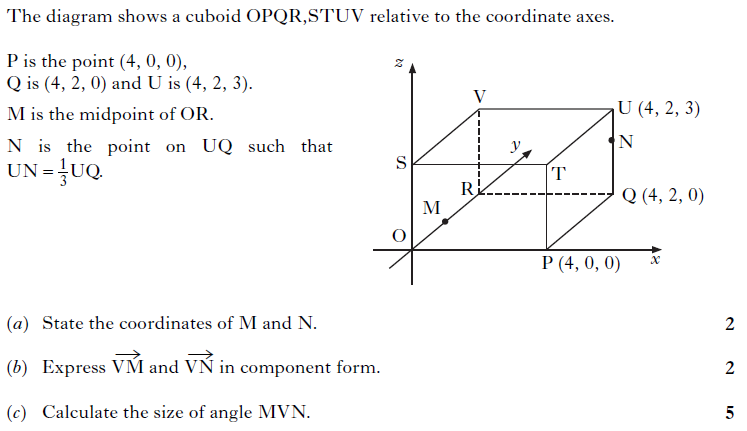 The diagram shows a cuboid OPQR,STUV relative to the coordinate axes.
P is the point (4, 0, 0),
Q is (4, 2, 0) and U is (4, 2, 3).
M is the midpoint of OR.
N is the point on UQ such that
UN = 1/3 UQ.
z
V
U (4, 2, 3)
y
N
S
T
R
Q (4, 2, 0)
M
O
P (4, 0, 0)
x
(a) State the coordinates of M and N. 2
(b) Express VM→ and VN→ in component form. 2
(c) Calculate the size of angle MVN. 5